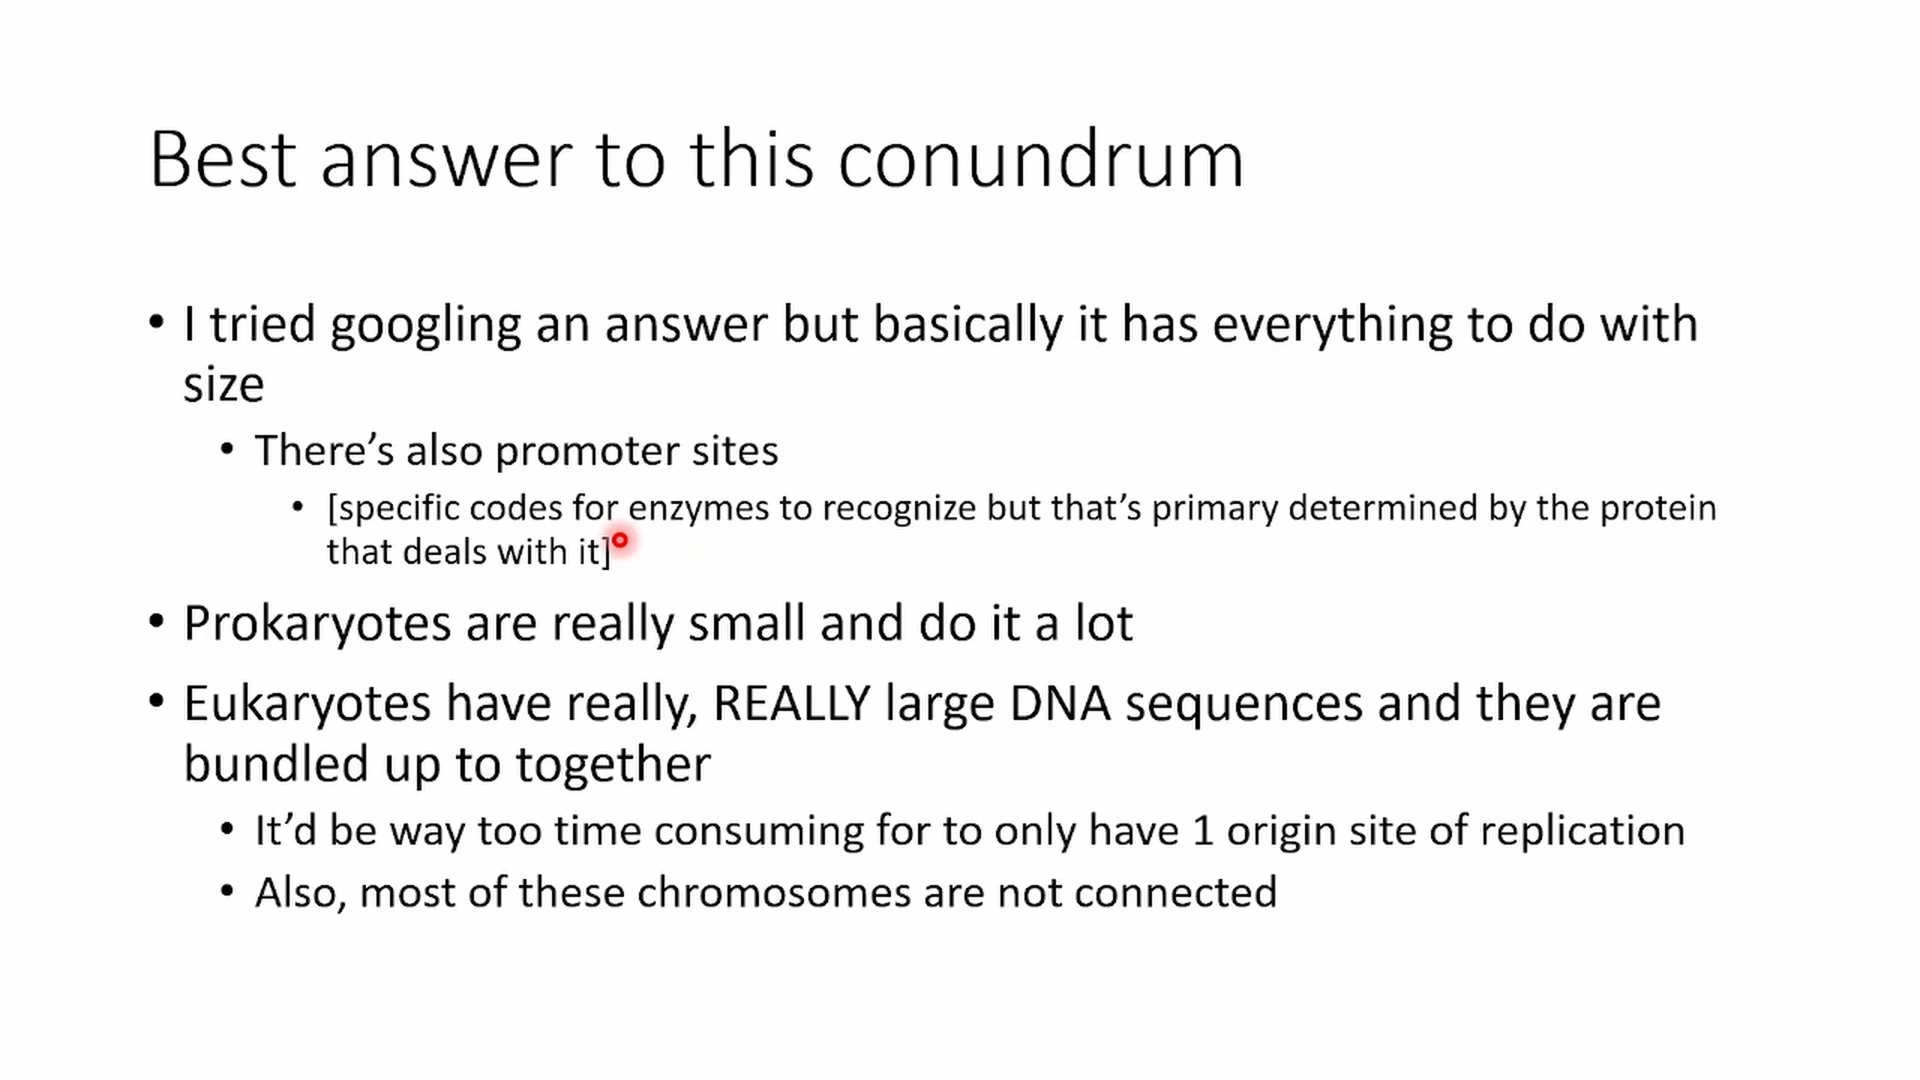 Best answer to this conundrum
• I tried googling an answer but basically it has everything to do with
size
• There’s also promoter sites
• [specific codes for enzymes to recognize but that’s primary determined by the protein
that deals with it]
• Prokaryotes are really small and do it a lot
• Eukaryotes have really, REALLY large DNA sequences and they are
bundled up to together
• It’d be way too time consuming for to only have 1 origin site of replication
• Also, most of these chromosomes are not connected